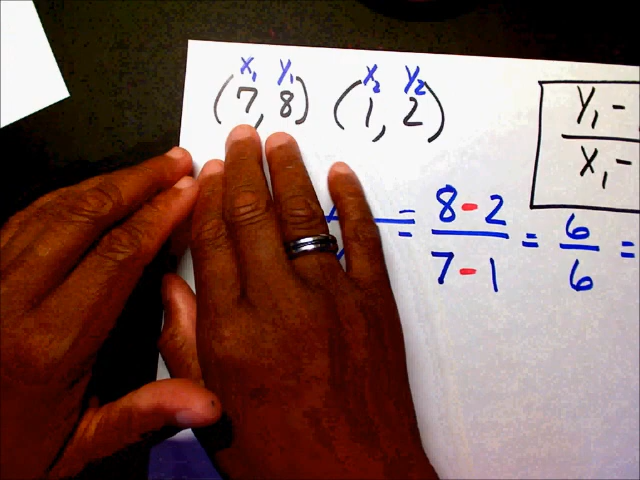 x₁ y₁ x₂ y₂
(7, 8) (1, 2)
y₁ -
x₁ -
= 8 - 2 = 6 =
7 - 1 6